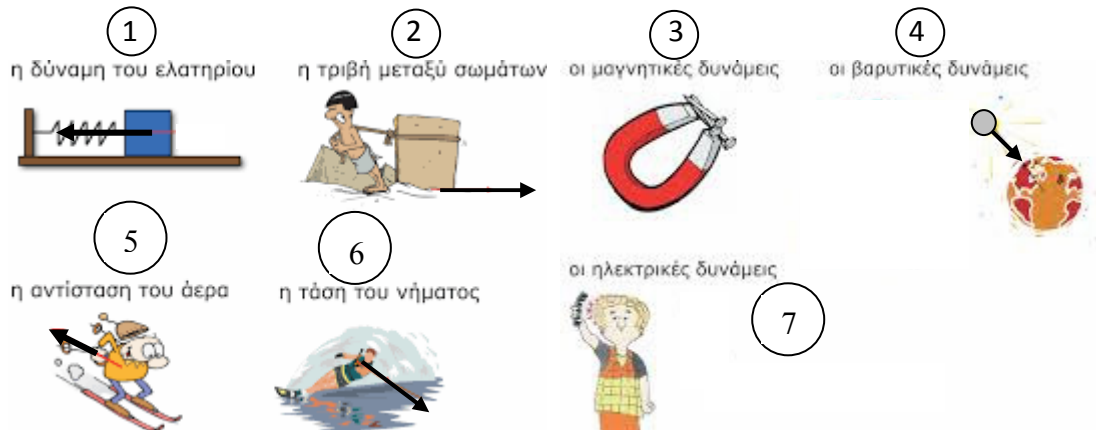 1
η δύναμη του ελατηρίου
2
η τριβή μεταξύ σωμάτων
3
οι μαγνητικές δυνάμεις
4
οι βαρυτικές δυνάμεις
5
η αντίσταση του άερα
6
η τάση του νήματος
οι ηλεκτρικές δυνάμεις
7